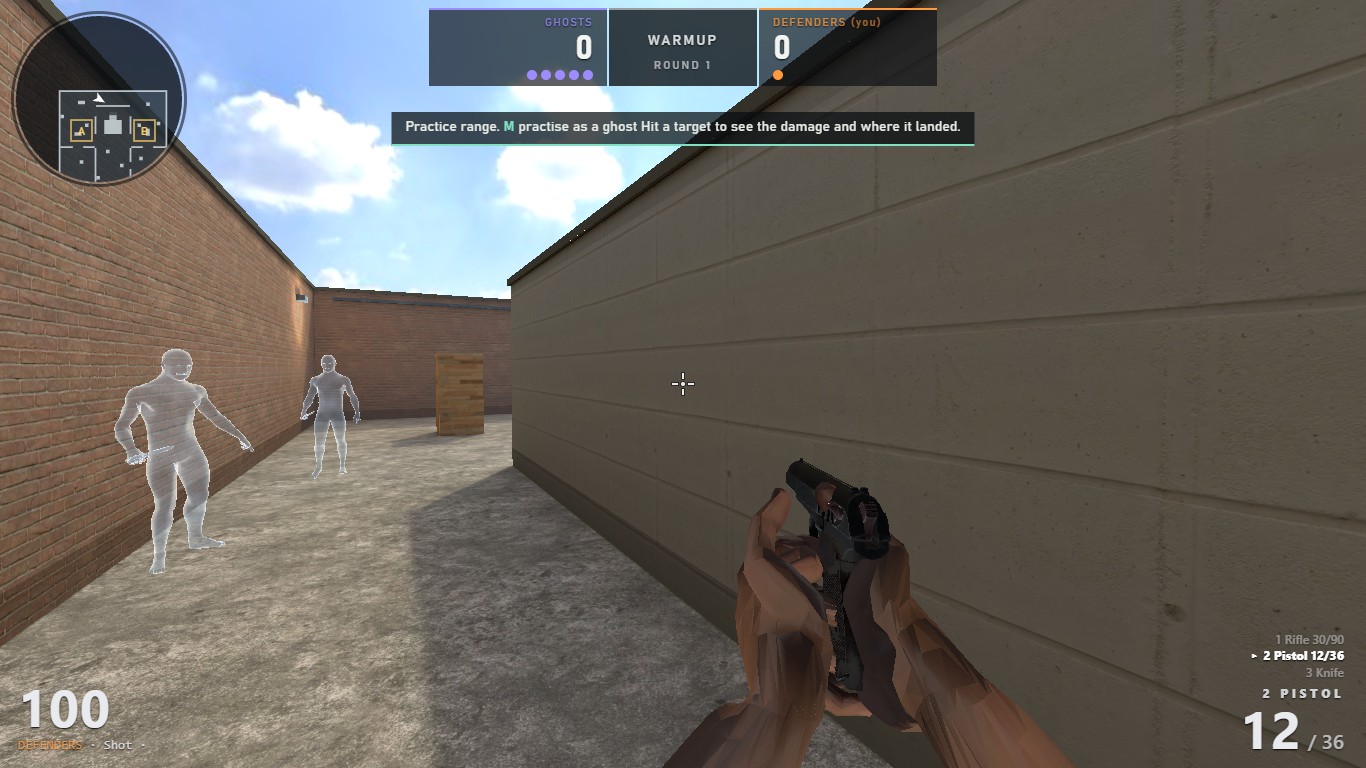 GHOSTS
0
WARMUP
ROUND 1
DEFENDERS (you)
0
A
B
Practice range. M practise as a ghost Hit a target to see the damage and where it landed.
1 Rifle 30/90
▸ 2 Pistol 12/36
3 Knife
2 PISTOL
12 / 36
100
DEFENDERS · Shot ·